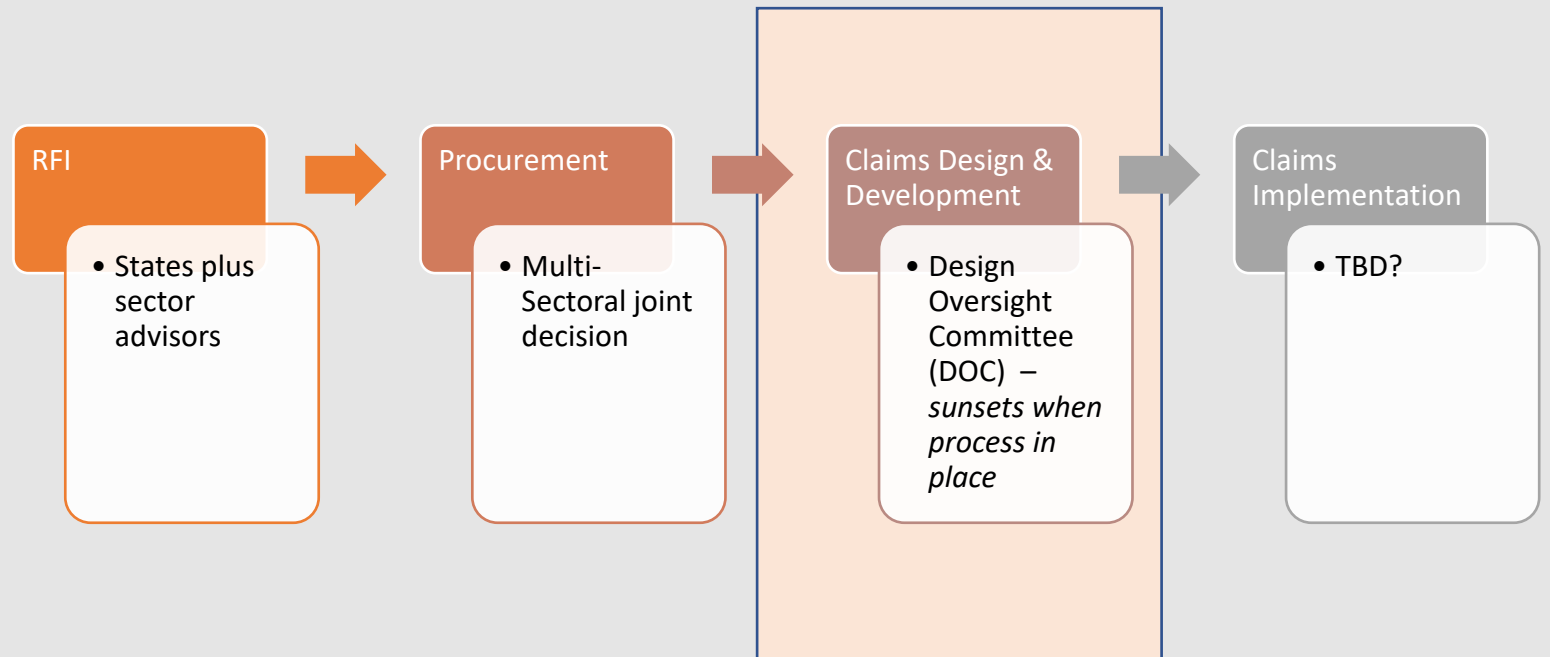 RFI
• States plus
sector
advisors
Procurement
• Multi-
Sectoral joint
decision
Claims Design &
Development
• Design
Oversight
Committee
(DOC) –
sunsets when
process in
place
Claims
Implementation
• TBD?